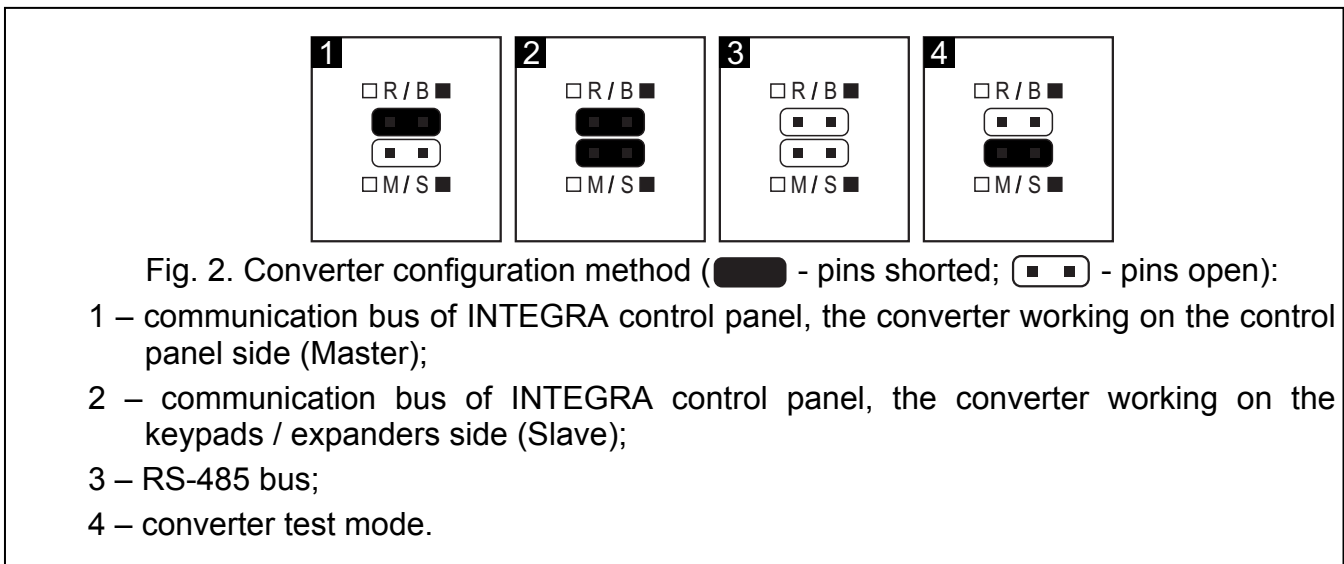 1 2 3 4
□ R / B ■ □ R / B ■ □ R / B ■ □ R / B ■
□ M / S ■ □ M / S ■ □ M / S ■ □ M / S ■
Fig. 2. Converter configuration method ( - pins shorted; - pins open):
1 – communication bus of INTEGRA control panel, the converter working on the control
panel side (Master);
2 – communication bus of INTEGRA control panel, the converter working on the
keypads / expanders side (Slave);
3 – RS-485 bus;
4 – converter test mode.